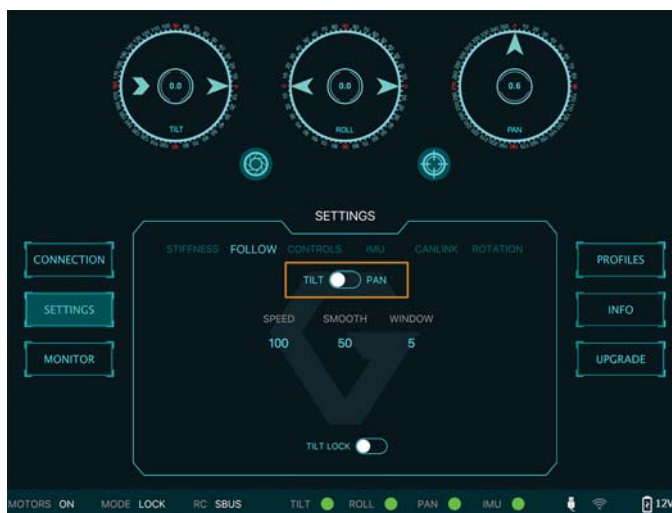 0.0
0.0
0.6
TILT
ROLL
PAN
SETTINGS
STIFFNESS FOLLOW CONTROLS IMU CANLINK ROTATION
TILT PAN
SPEED SMOOTH WINDOW
100 50 5
TILT LOCK
CONNECTION
SETTINGS
MONITOR
PROFILES
INFO
UPGRADE
MOTORS ON MODE LOCK RC SBUS TILT ROLL PAN IMU 12V